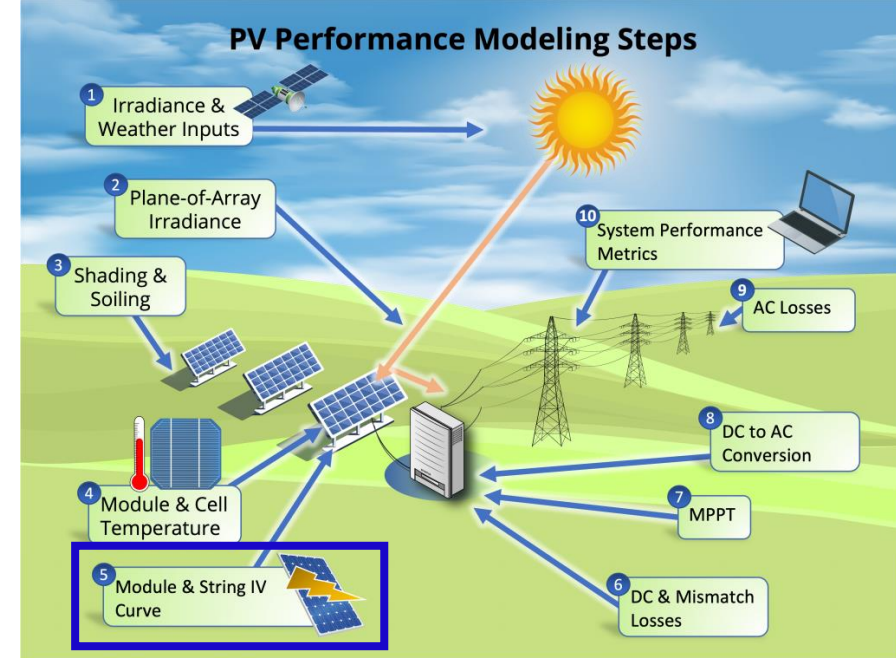 PV Performance Modeling Steps
1
Irradiance &
Weather Inputs
2
Plane-of-Array
Irradiance
3
Shading &
Soiling
4
Module & Cell
Temperature
5
Module & String IV
Curve
6
DC & Mismatch
Losses
7
MPPT
8
DC to AC
Conversion
9
AC Losses
10
System Performance
Metrics